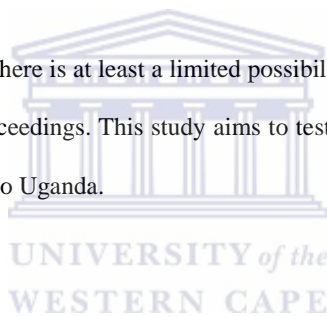 here is at least a limited possibil
ceedings. This study aims to test
o Uganda.
UNIVERSITY of the
WESTERN CAPE